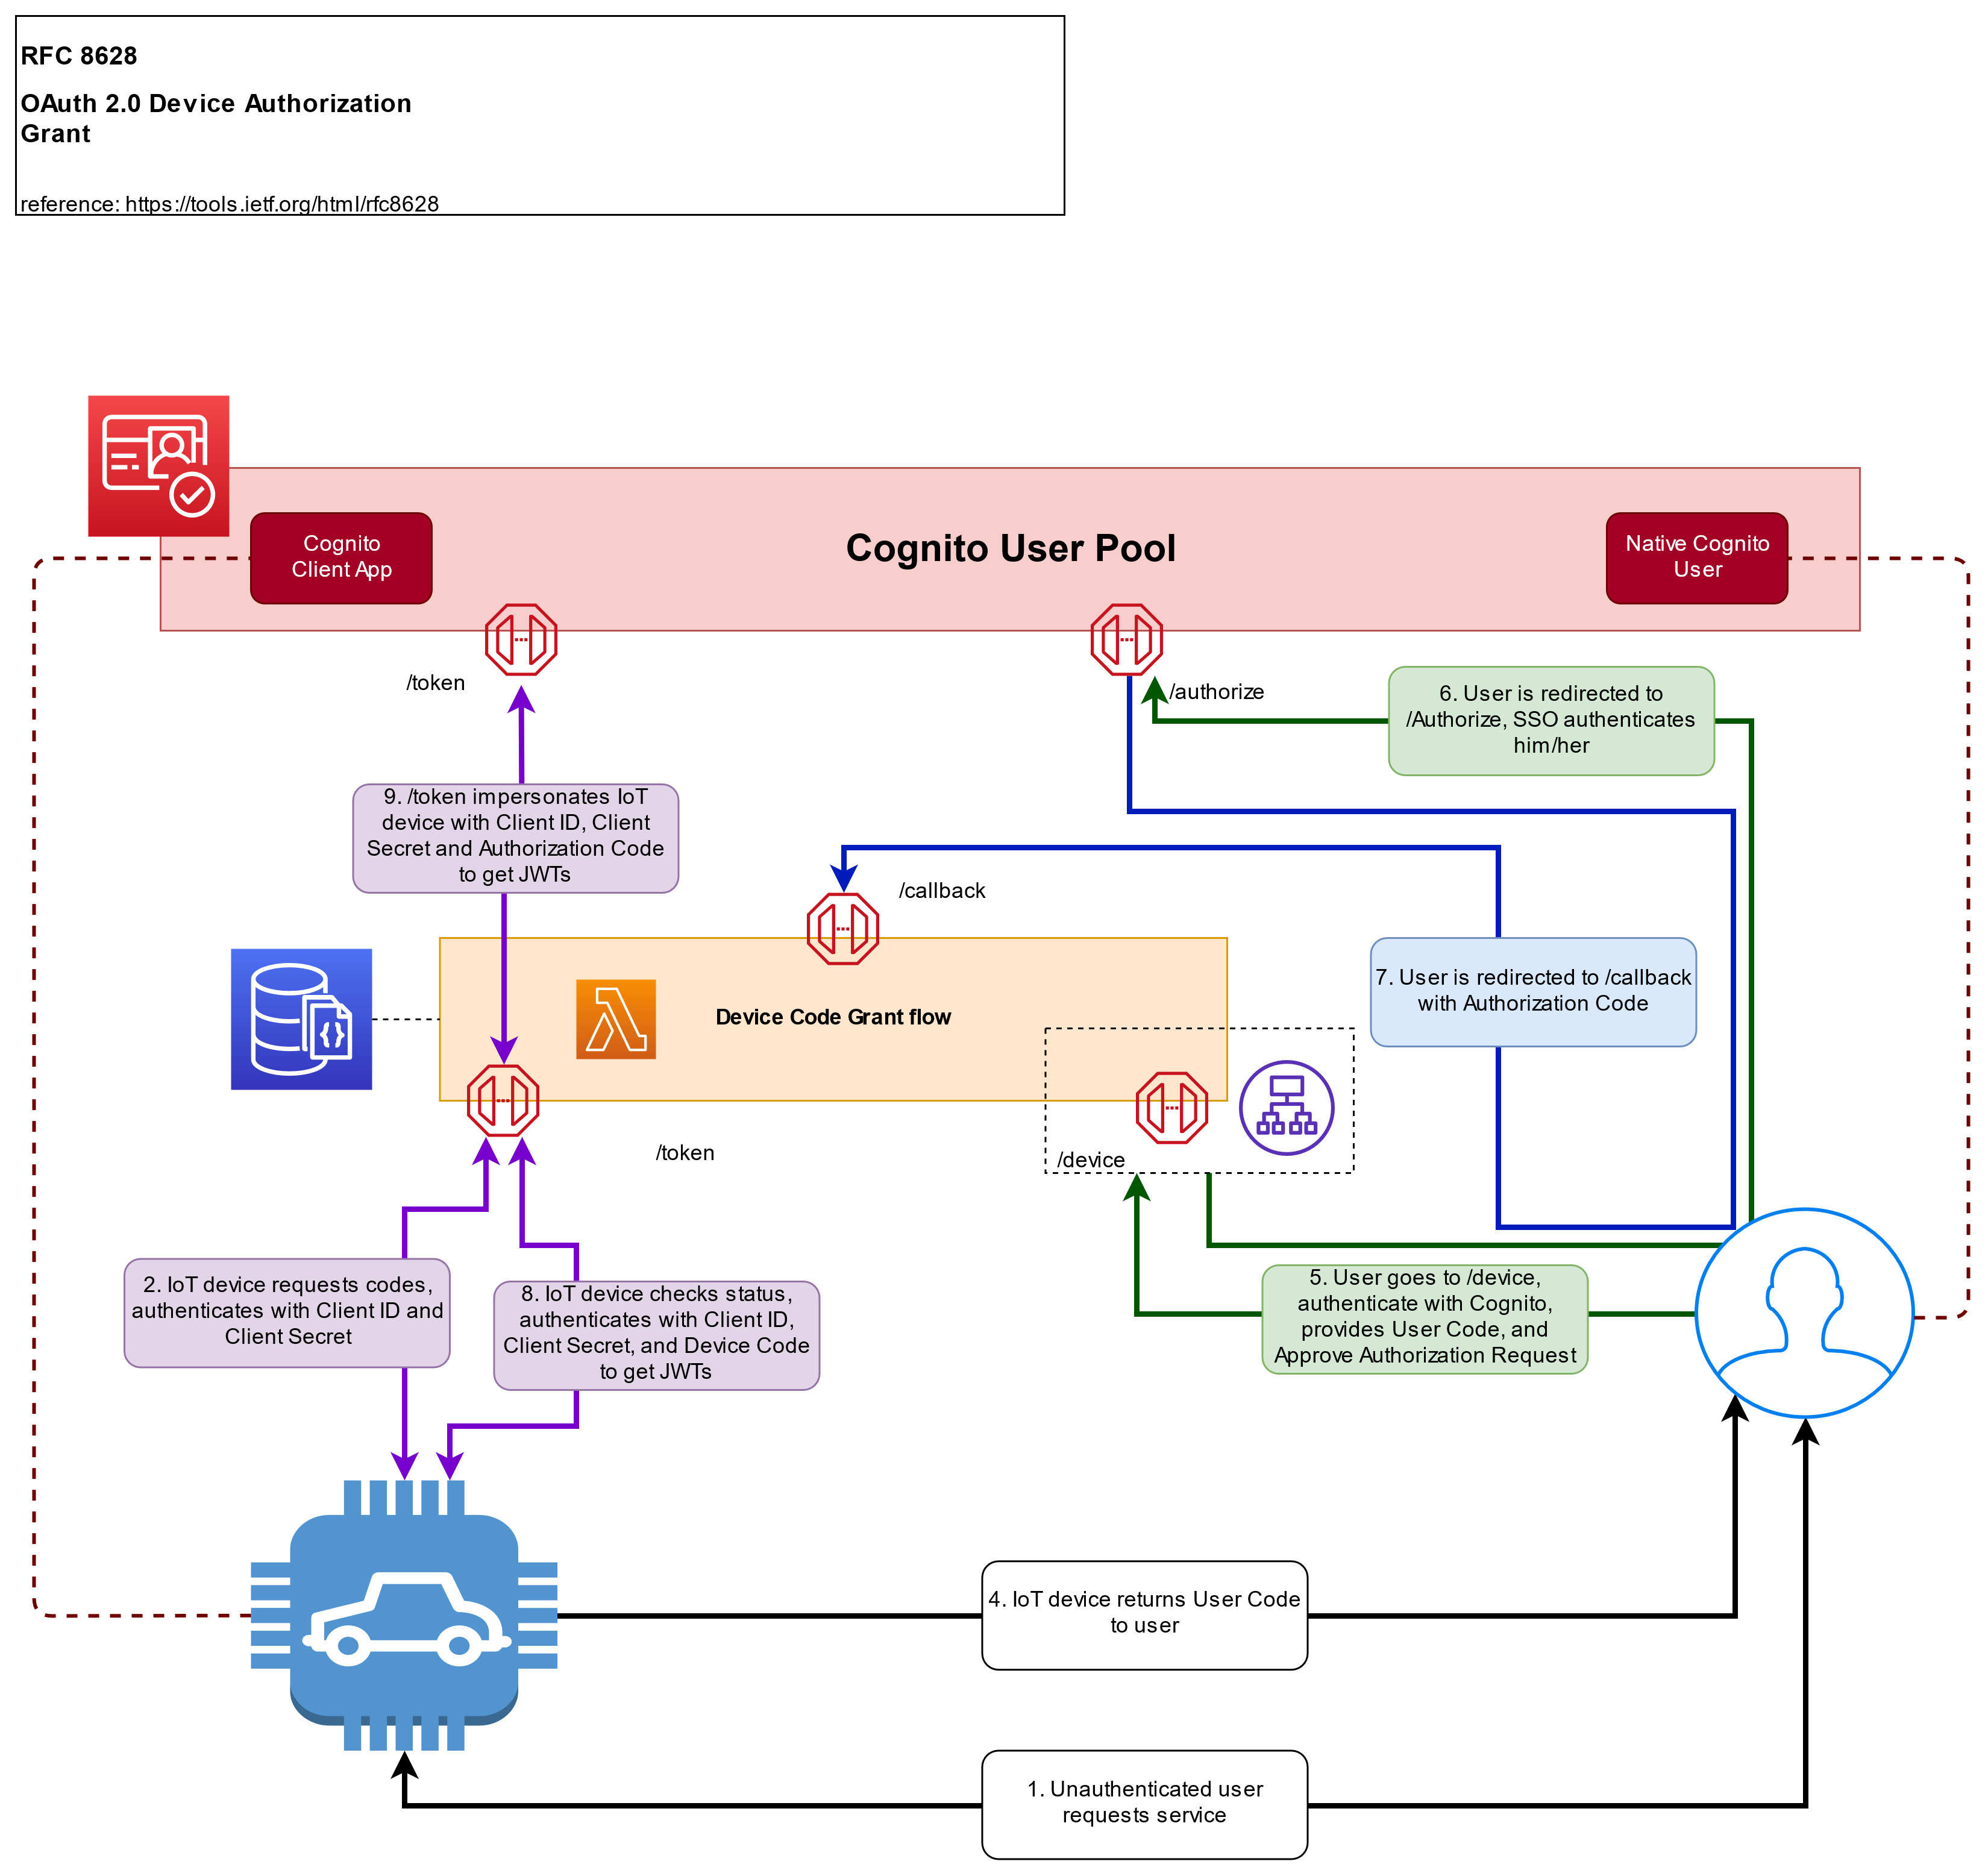 RFC 8628
OAuth 2.0 Device Authorization
Grant
reference: https://tools.ietf.org/html/rfc8628
Cognito
Client App
Cognito User Pool
Native Cognito
User
/token
/authorize
6. User is redirected to
/Authorize, SSO authenticates
him/her
9. /token impersonates IoT
device with Client ID, Client
Secret and Authorization Code
to get JWTs
/callback
7. User is redirected to /callback
with Authorization Code
Device Code Grant flow
/token
/device
2. IoT device requests codes,
authenticates with Client ID and
Client Secret
8. IoT device checks status,
authenticates with Client ID,
Client Secret, and Device Code
to get JWTs
5. User goes to /device,
authenticate with Cognito,
provides User Code, and
Approve Authorization Request
4. IoT device returns User Code
to user
1. Unauthenticated user
requests service